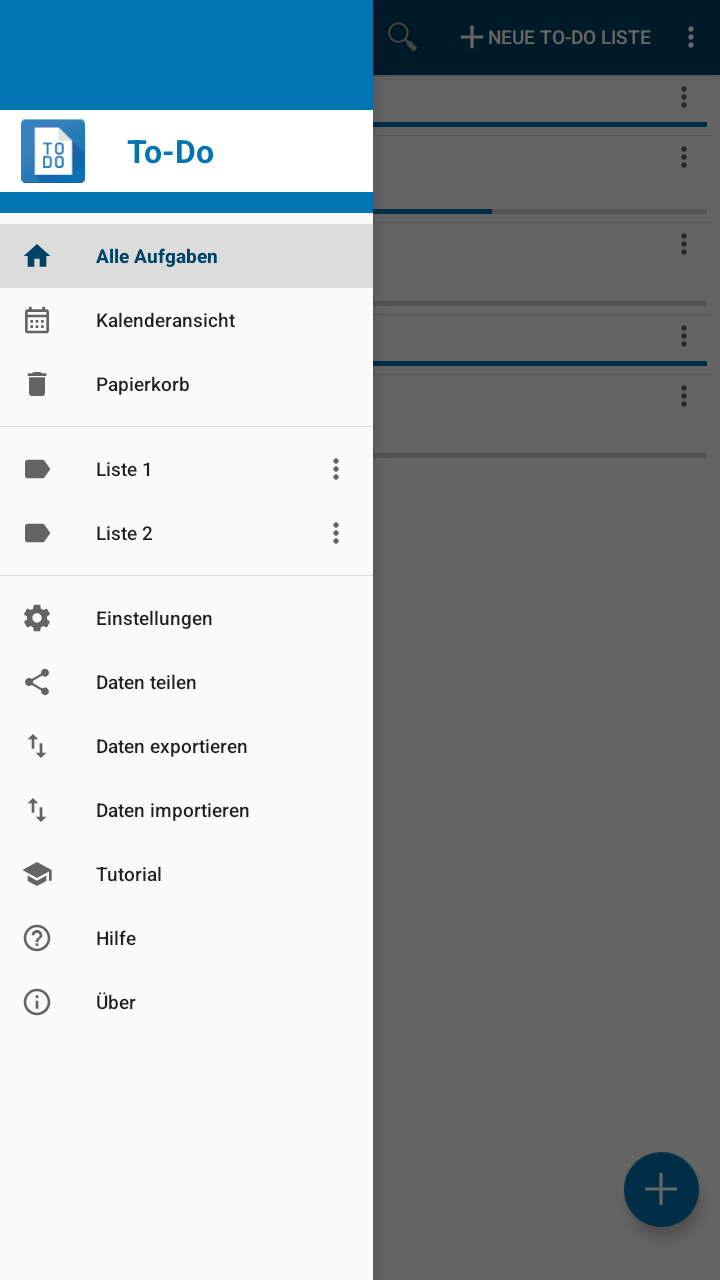 NEUE TO-DO LISTE
TO
DO
To-Do
Alle Aufgaben
Kalenderansicht
Papierkorb
Liste 1
Liste 2
Einstellungen
Daten teilen
Daten exportieren
Daten importieren
Tutorial
Hilfe
Über